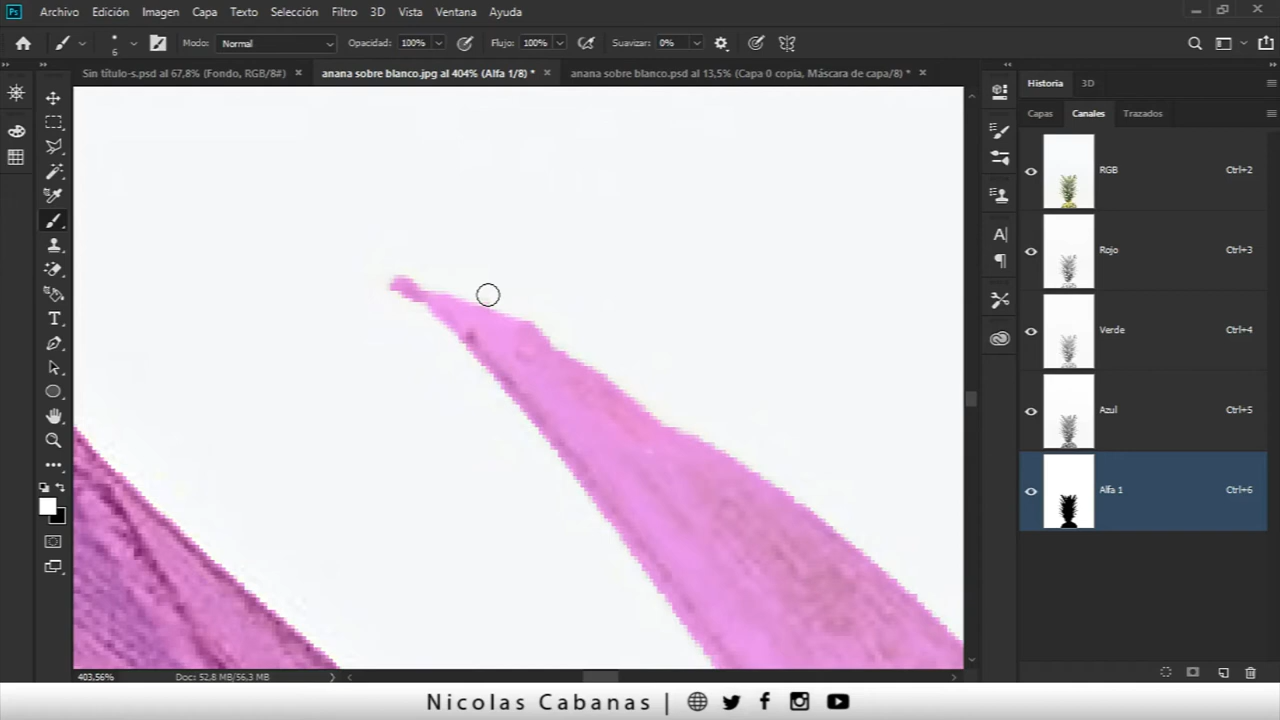 Ps Archivo Edición Imagen Capa Texto Selección Filtro 3D Vista Ventana Ayuda
6 Modo: Normal Opacidad: 100% Flujo: 100% Suavizar: 0%
Sin título-s.psd al 67,8% (Fondo, RGB/8#) anana sobre blanco.jpg al 404% (Alfa 1/8) * anana sobre blanco.psd al 13,5% (Capa 0 copia, Máscara de capa/8) *
Historia 3D
Capas Canales Trazados
RGB Ctrl+2
Rojo Ctrl+3
Verde Ctrl+4
Azul Ctrl+5
Alfa 1 Ctrl+6
403,56% Doc: 52,8 MB/56,3 MB
Nicolas Cabanas |